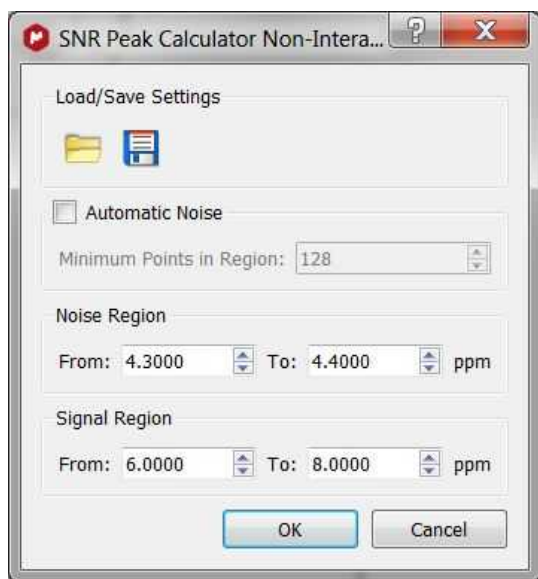 SNR Peak Calculator Non-Intera...
Load/Save Settings
Automatic Noise
Minimum Points in Region: 128
Noise Region
From: 4.3000 To: 4.4000 ppm
Signal Region
From: 6.0000 To: 8.0000 ppm
OK Cancel